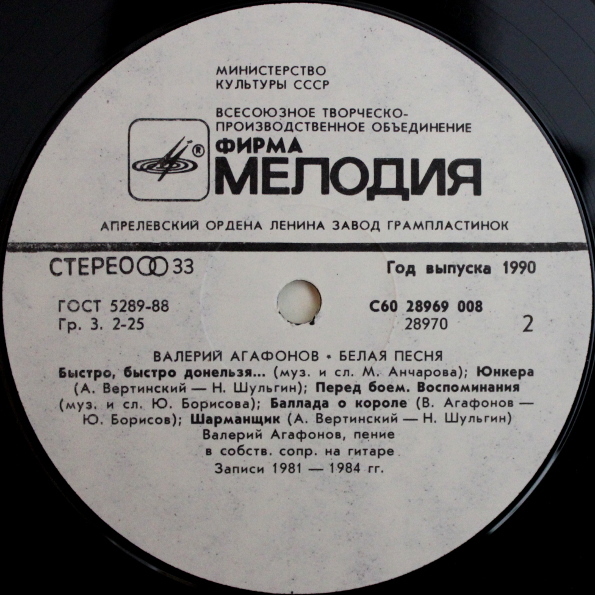 МИНИСТЕРСТВО
КУЛЬТУРЫ СССР
ВСЕСОЮЗНОЕ ТВОРЧЕСКО-
ПРОИЗВОДСТВЕННОЕ ОБЪЕДИНЕНИЕ
ФИРМА
® МЕЛОДИЯ
АПРЕЛЕВСКИЙ ОРДЕНА ЛЕНИНА ЗАВОД ГРАМПЛАСТИНОК
СТЕРЕО 33 Год выпуска 1990
ГОСТ 5289-88 С60 28969 008
Гр. 3. 2-25 28970 2
ВАЛЕРИЙ АГАФОНОВ • БЕЛАЯ ПЕСНЯ
Быстро, быстро донельзя... (муз. и сл. М. Анчарова); Юнкера
(А. Вертинский — Н. Шульгин); Перед боем. Воспоминания
(муз. и сл. Ю. Борисова); Баллада о короле (В. Агафонов —
Ю. Борисов); Шарманщик (А. Вертинский — Н. Шульгин)
Валерий Агафонов, пение
в собств. сопр. на гитаре
Записи 1981 — 1984 гг.